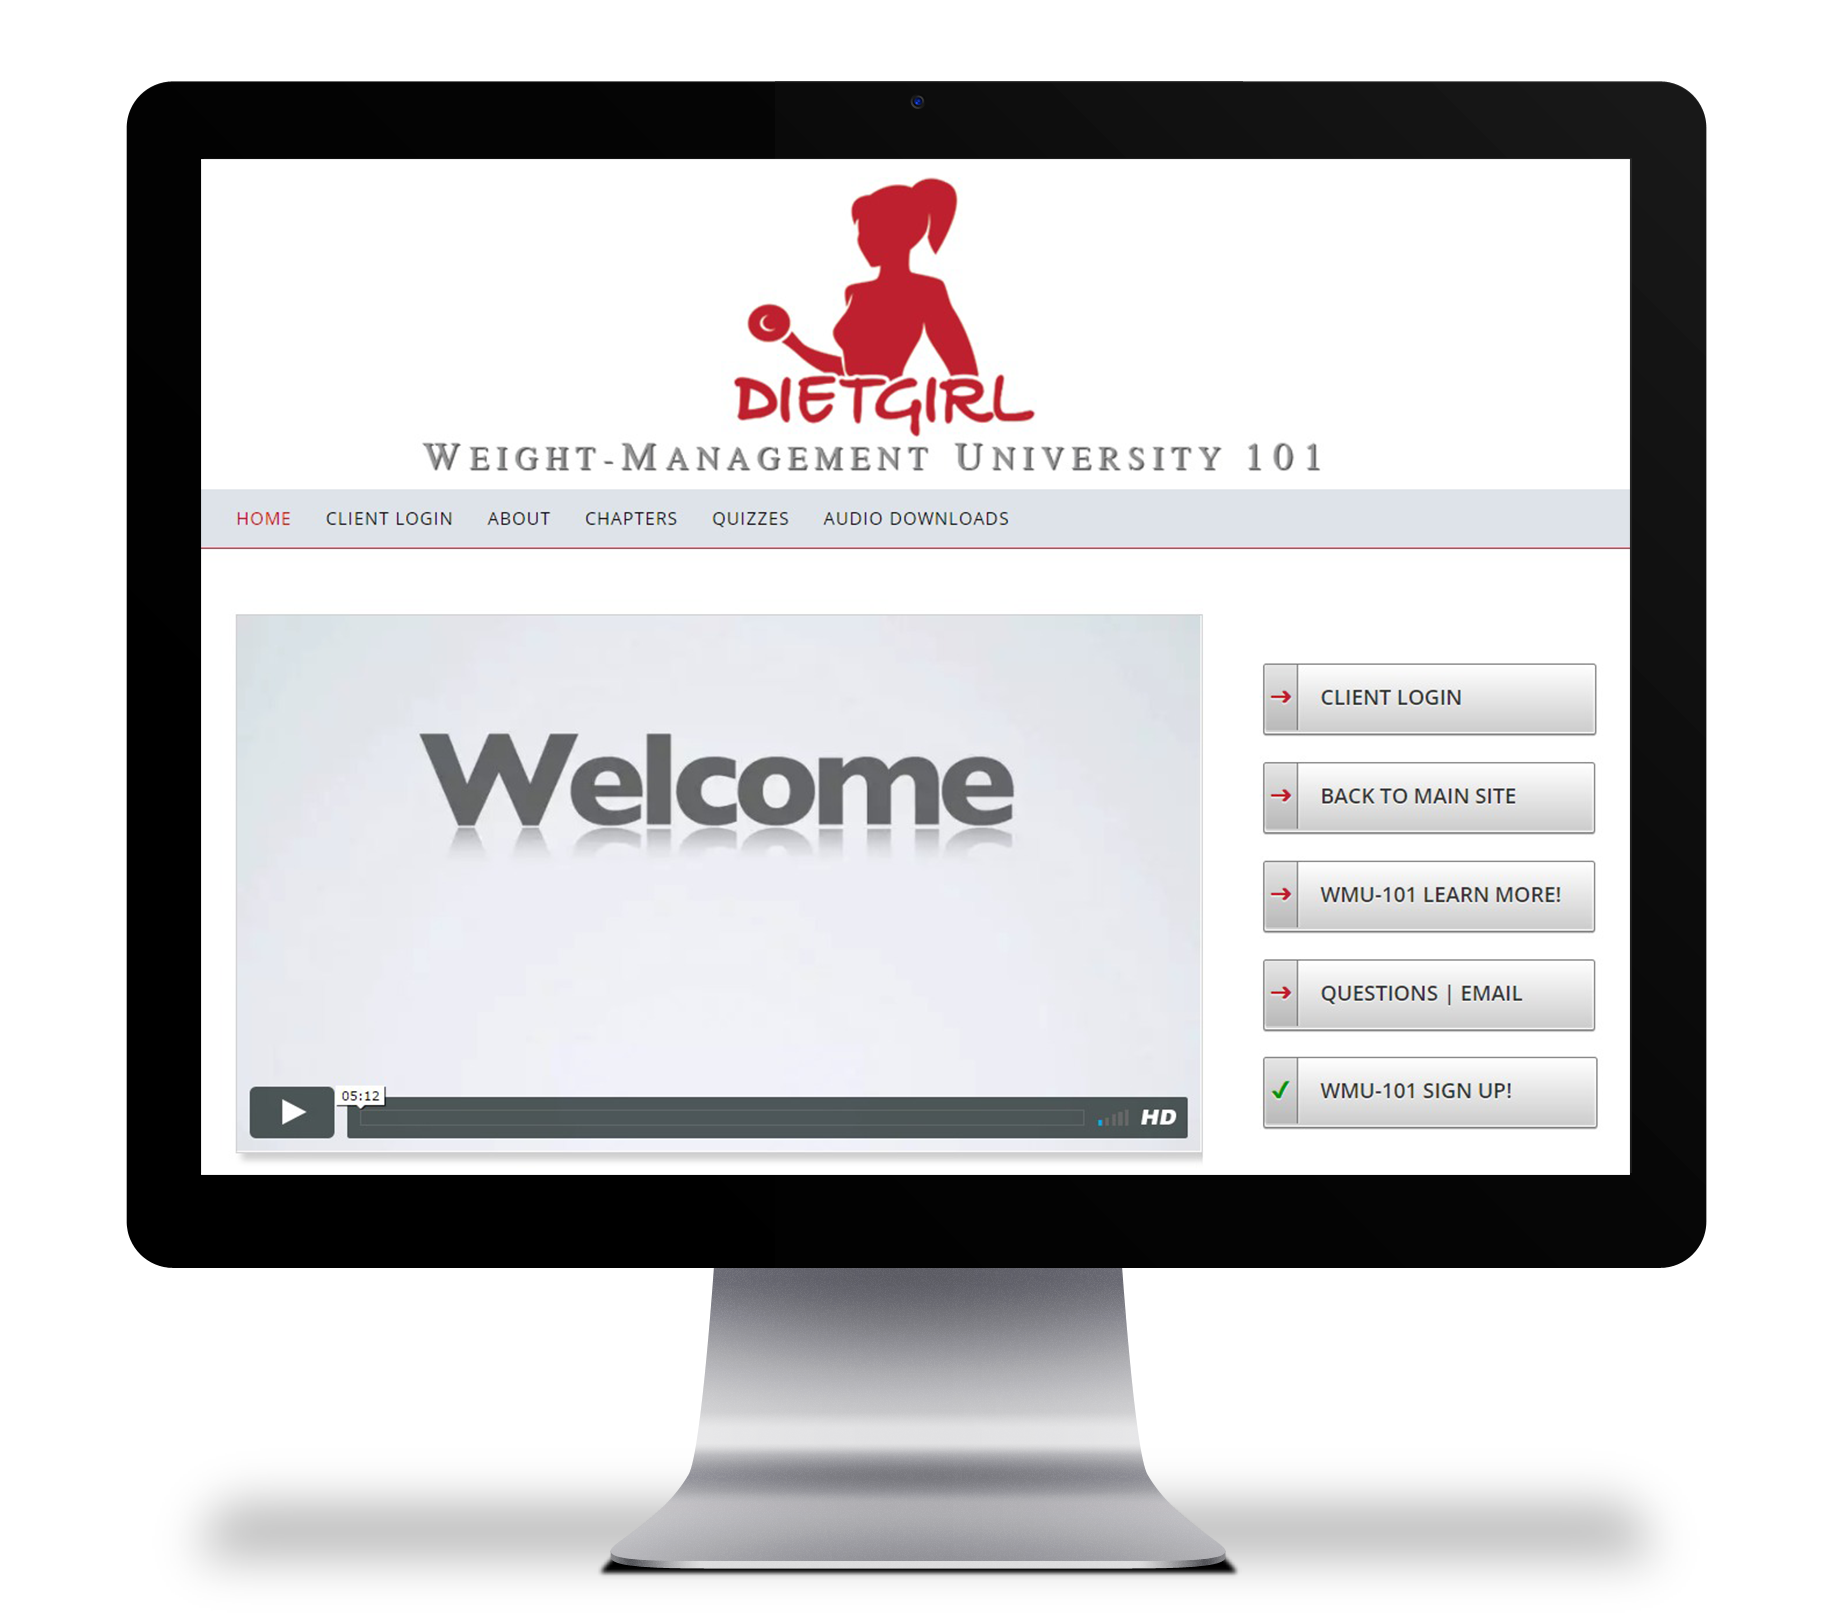 DIETGIRL
WEIGHT-MANAGEMENT UNIVERSITY 101
HOME CLIENT LOGIN ABOUT CHAPTERS QUIZZES AUDIO DOWNLOADS
Welcome
05:12
HD
CLIENT LOGIN
BACK TO MAIN SITE
WMU-101 LEARN MORE!
QUESTIONS | EMAIL
WMU-101 SIGN UP!